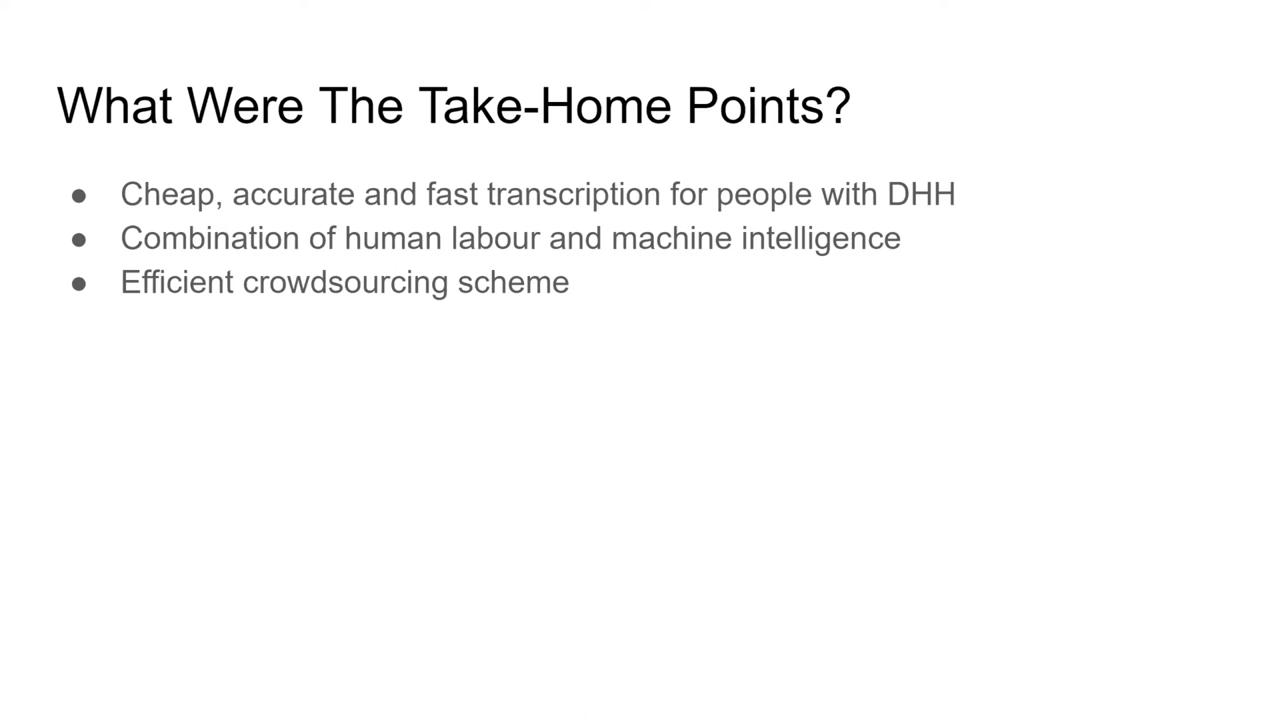 What Were The Take-Home Points?
● Cheap, accurate and fast transcription for people with DHH
● Combination of human labour and machine intelligence
● Efficient crowdsourcing scheme